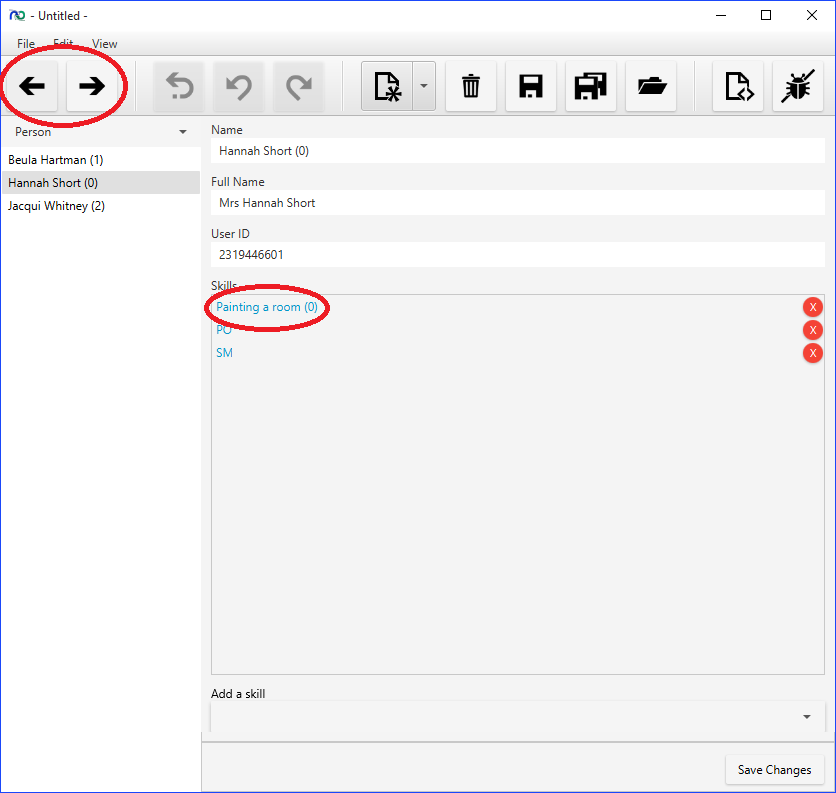 - Untitled -
File Edit View
Person
Beula Hartman (1)
Hannah Short (0)
Jacqui Whitney (2)
Name
Hannah Short (0)
Full Name
Mrs Hannah Short
User ID
2319446601
Skills
Painting a room (0) X
PO X
SM X
Add a skill
Save Changes